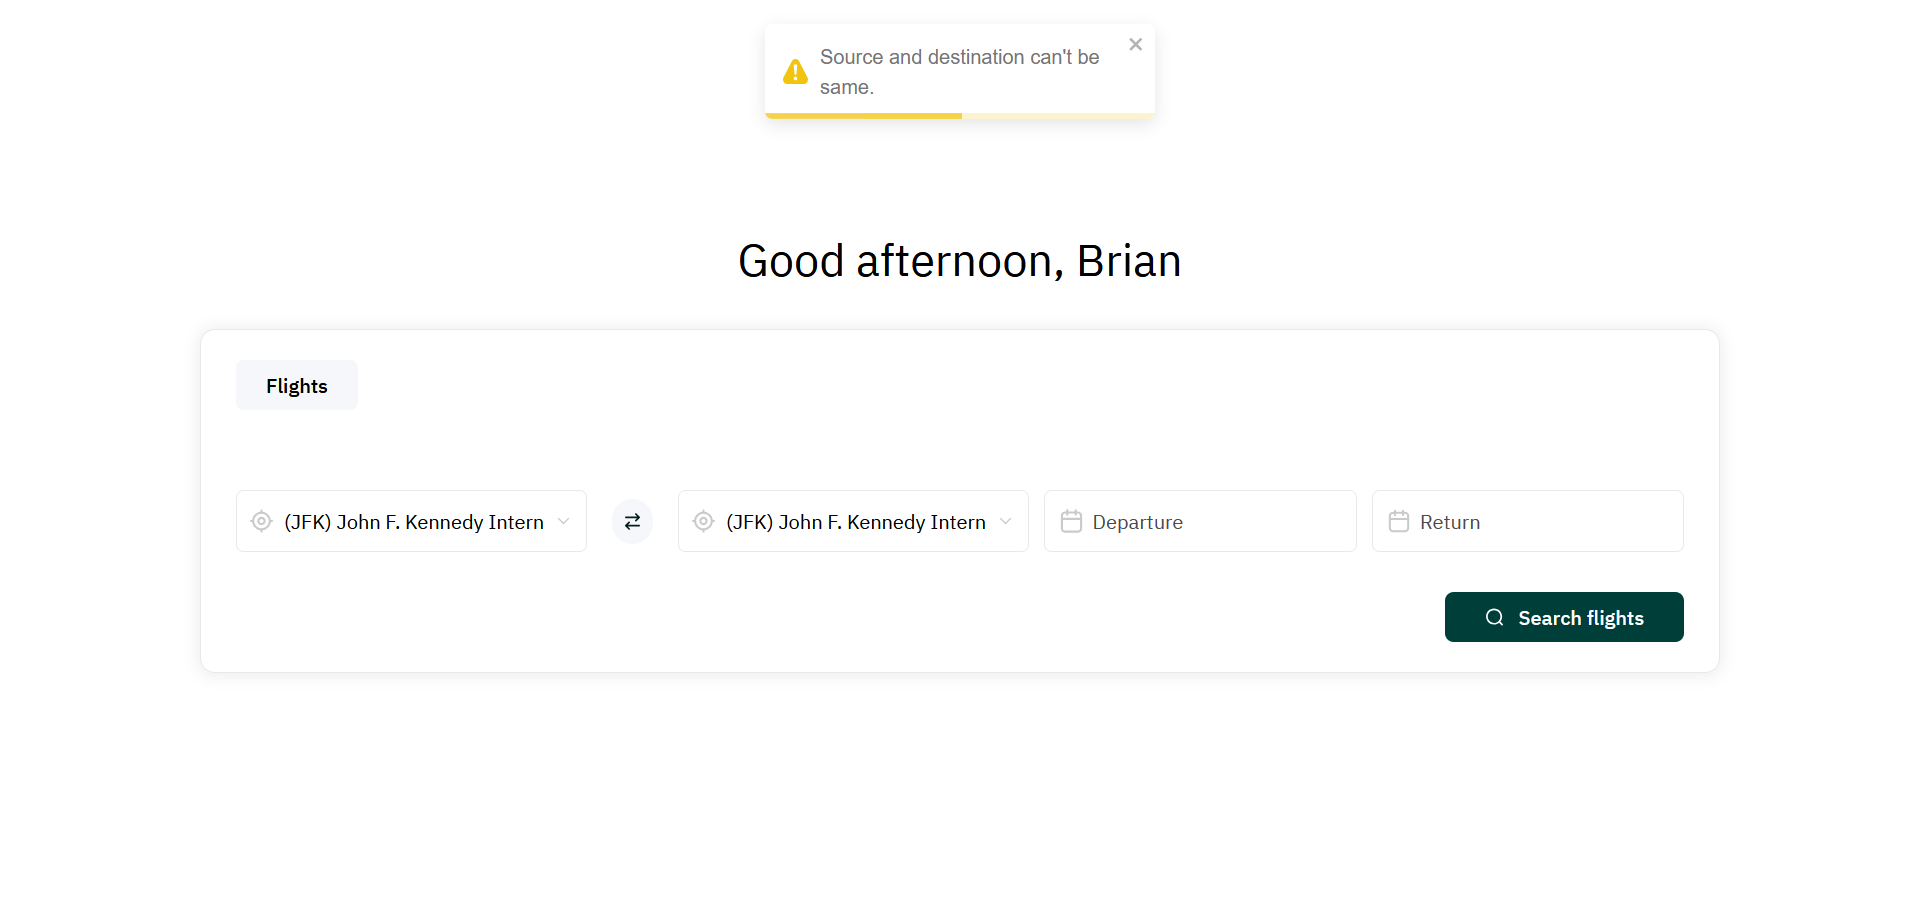 Source and destination can't be
same.
Good afternoon, Brian
Flights
(JFK) John F. Kennedy Intern
(JFK) John F. Kennedy Intern
Departure
Return
Search flights